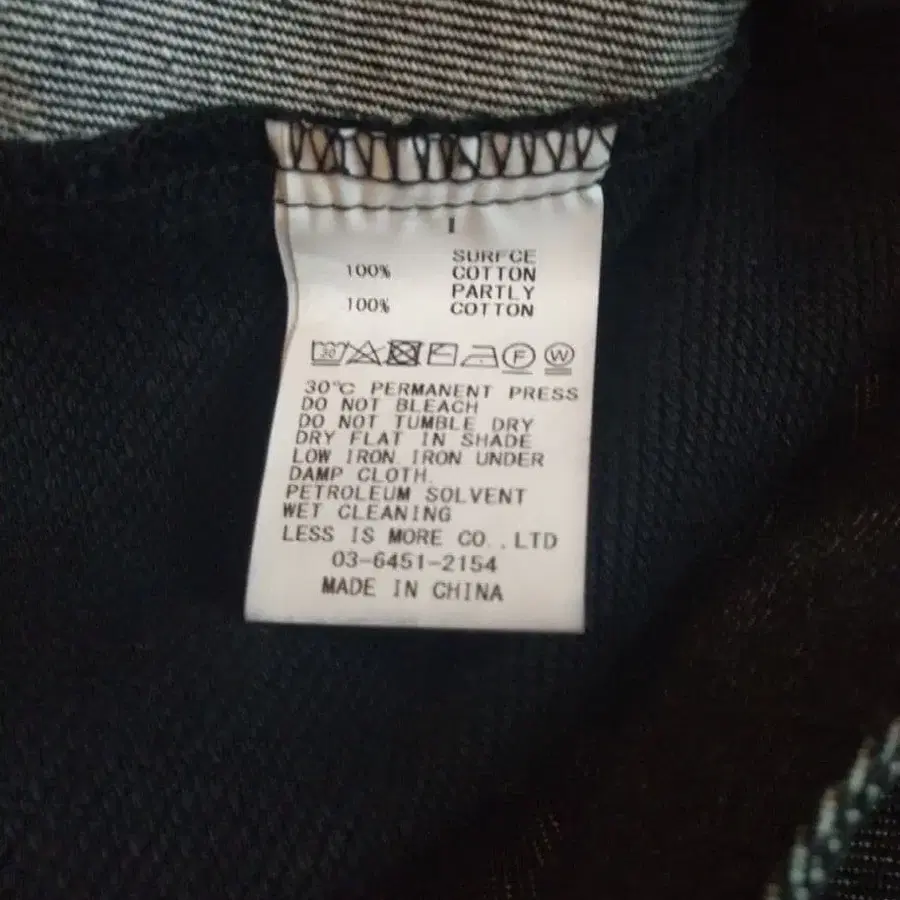 SURFCE
100% COTTON
PARTLY
100% COTTON
30 F W
30°C PERMANENT PRESS
DO NOT BLEACH
DO NOT TUMBLE DRY
DRY FLAT IN SHADE
LOW IRON IRON UNDER
DAMP CLOTH.
PETROLEUM SOLVENT
WET CLEANING
LESS IS MORE CO.,LTD
03-6451-2154
MADE IN CHINA